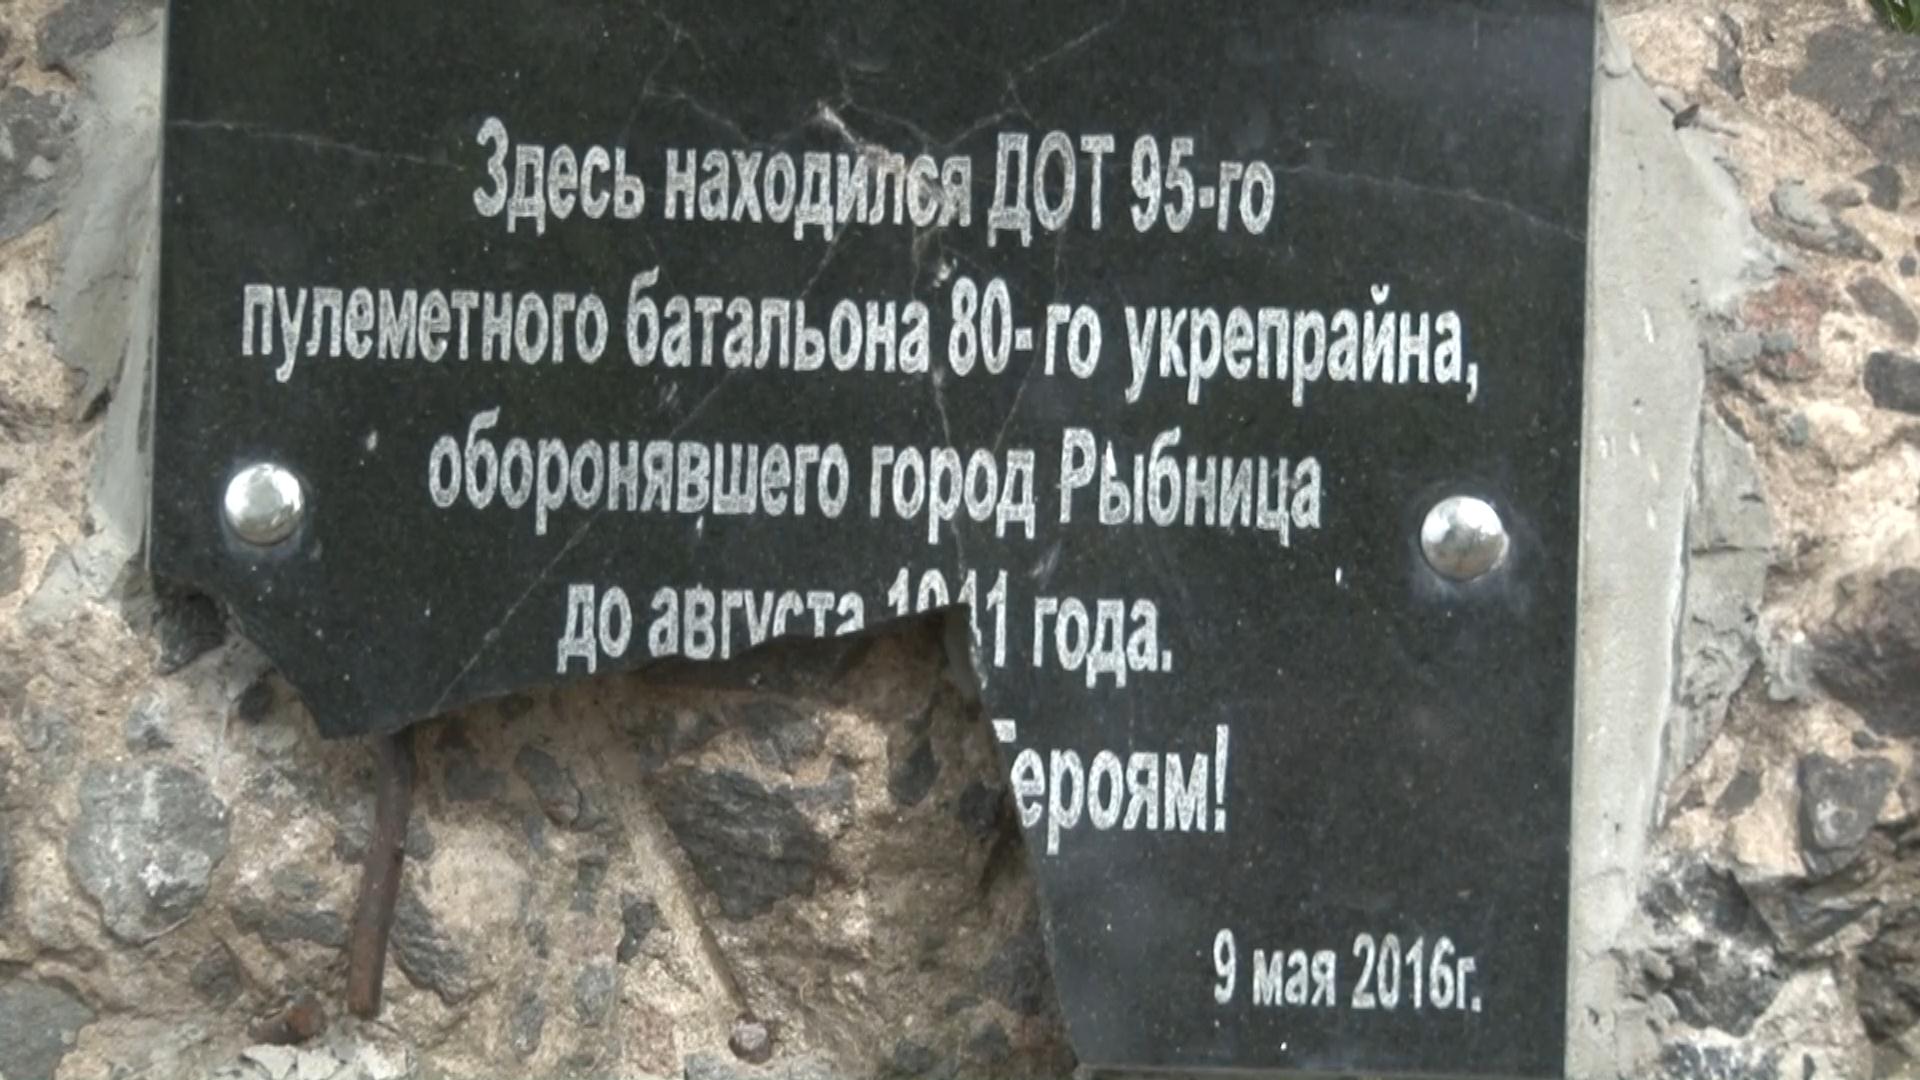 Здесь находился ДОТ 95-го
пулеметного батальона 80-го укрепрайна,
оборонявшего город Рыбница
до августа 1941 года.
Героям!
9 мая 2016г.